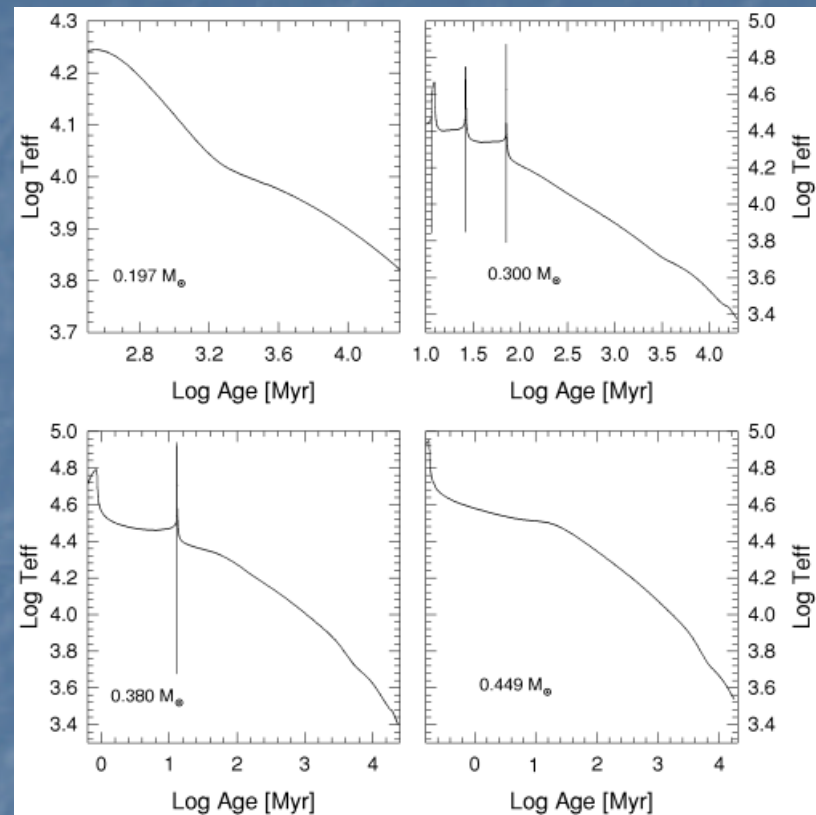 4.3
4.2
4.1
4.0
3.9
3.8
3.7
Log Teff
0.197 M⊙
2.8 3.2 3.6 4.0
Log Age [Myr]
5.0
4.8
4.6
4.4
4.2
4.0
3.8
3.6
3.4
Log Teff
0.300 M⊙
1.0 1.5 2.0 2.5 3.0 3.5 4.0
Log Age [Myr]
5.0
4.8
4.6
4.4
4.2
4.0
3.8
3.6
3.4
Log Teff
0.380 M⊙
0 1 2 3 4
Log Age [Myr]
5.0
4.8
4.6
4.4
4.2
4.0
3.8
3.6
3.4
Log Teff
0.449 M⊙
0 1 2 3 4
Log Age [Myr]